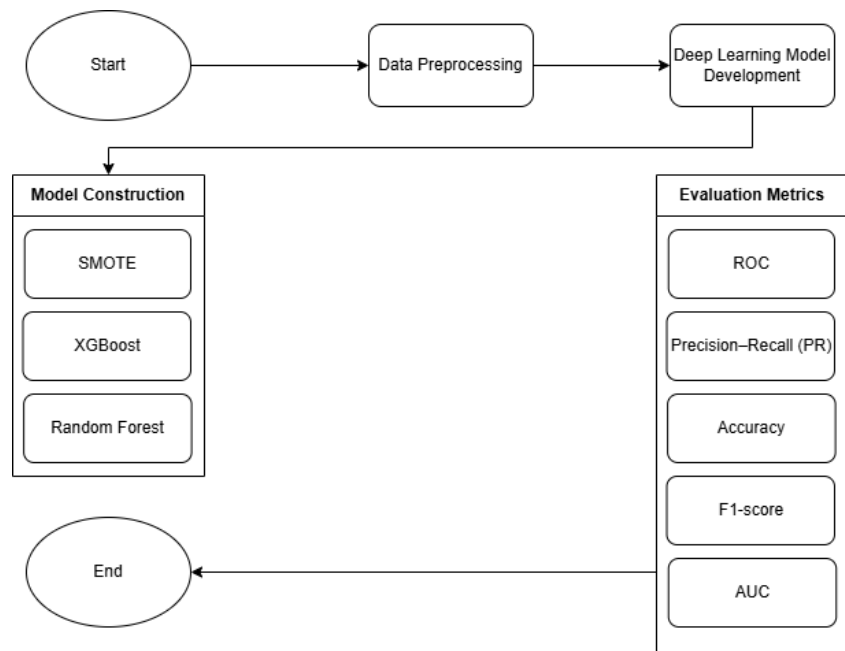 Start
Data Preprocessing
Deep Learning Model
Development
Model Construction
SMOTE
XGBoost
Random Forest
Evaluation Metrics
ROC
Precision–Recall (PR)
Accuracy
F1-score
AUC
End